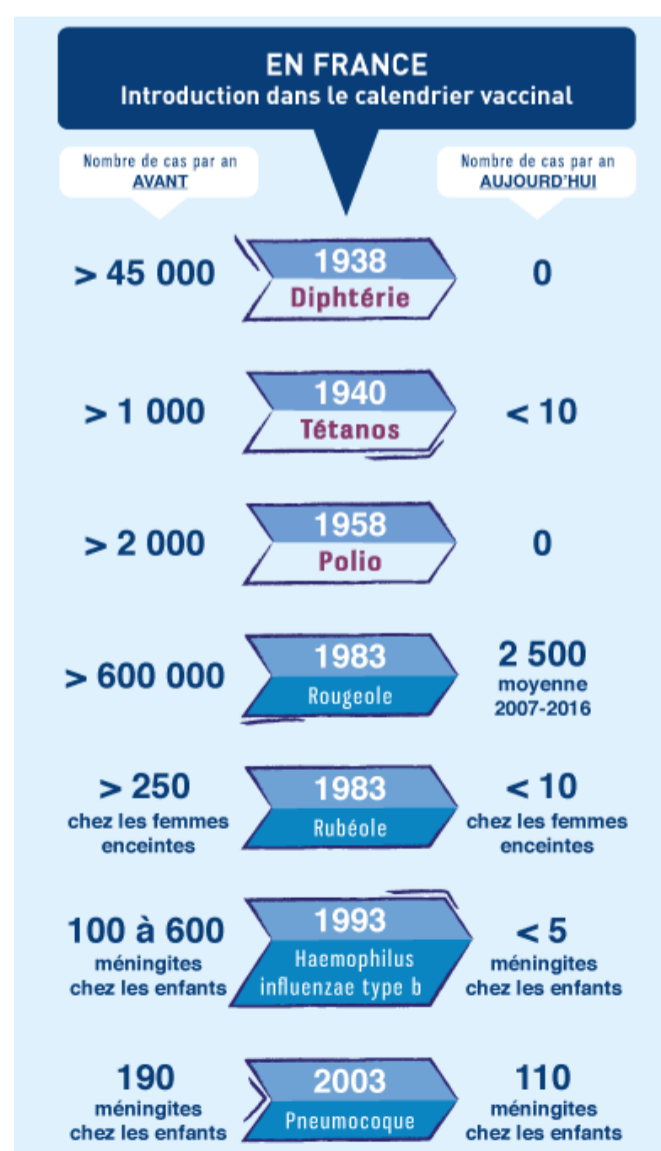 EN FRANCE
Introduction dans le calendrier vaccinal
Nombre de cas par an
AVANT
Nombre de cas par an
AUJOURD'HUI
> 45 000
1938
Diphtérie
0
> 1 000
1940
Tétanos
< 10
> 2 000
1958
Polio
0
> 600 000
1983
Rougeole
2 500
moyenne
2007-2016
> 250
chez les femmes
enceintes
1983
Rubéole
< 10
chez les femmes
enceintes
100 à 600
méningites
chez les enfants
1993
Haemophilus
influenzae type b
< 5
méningites
chez les enfants
190
méningites
chez les enfants
2003
Pneumocoque
110
méningites
chez les enfants